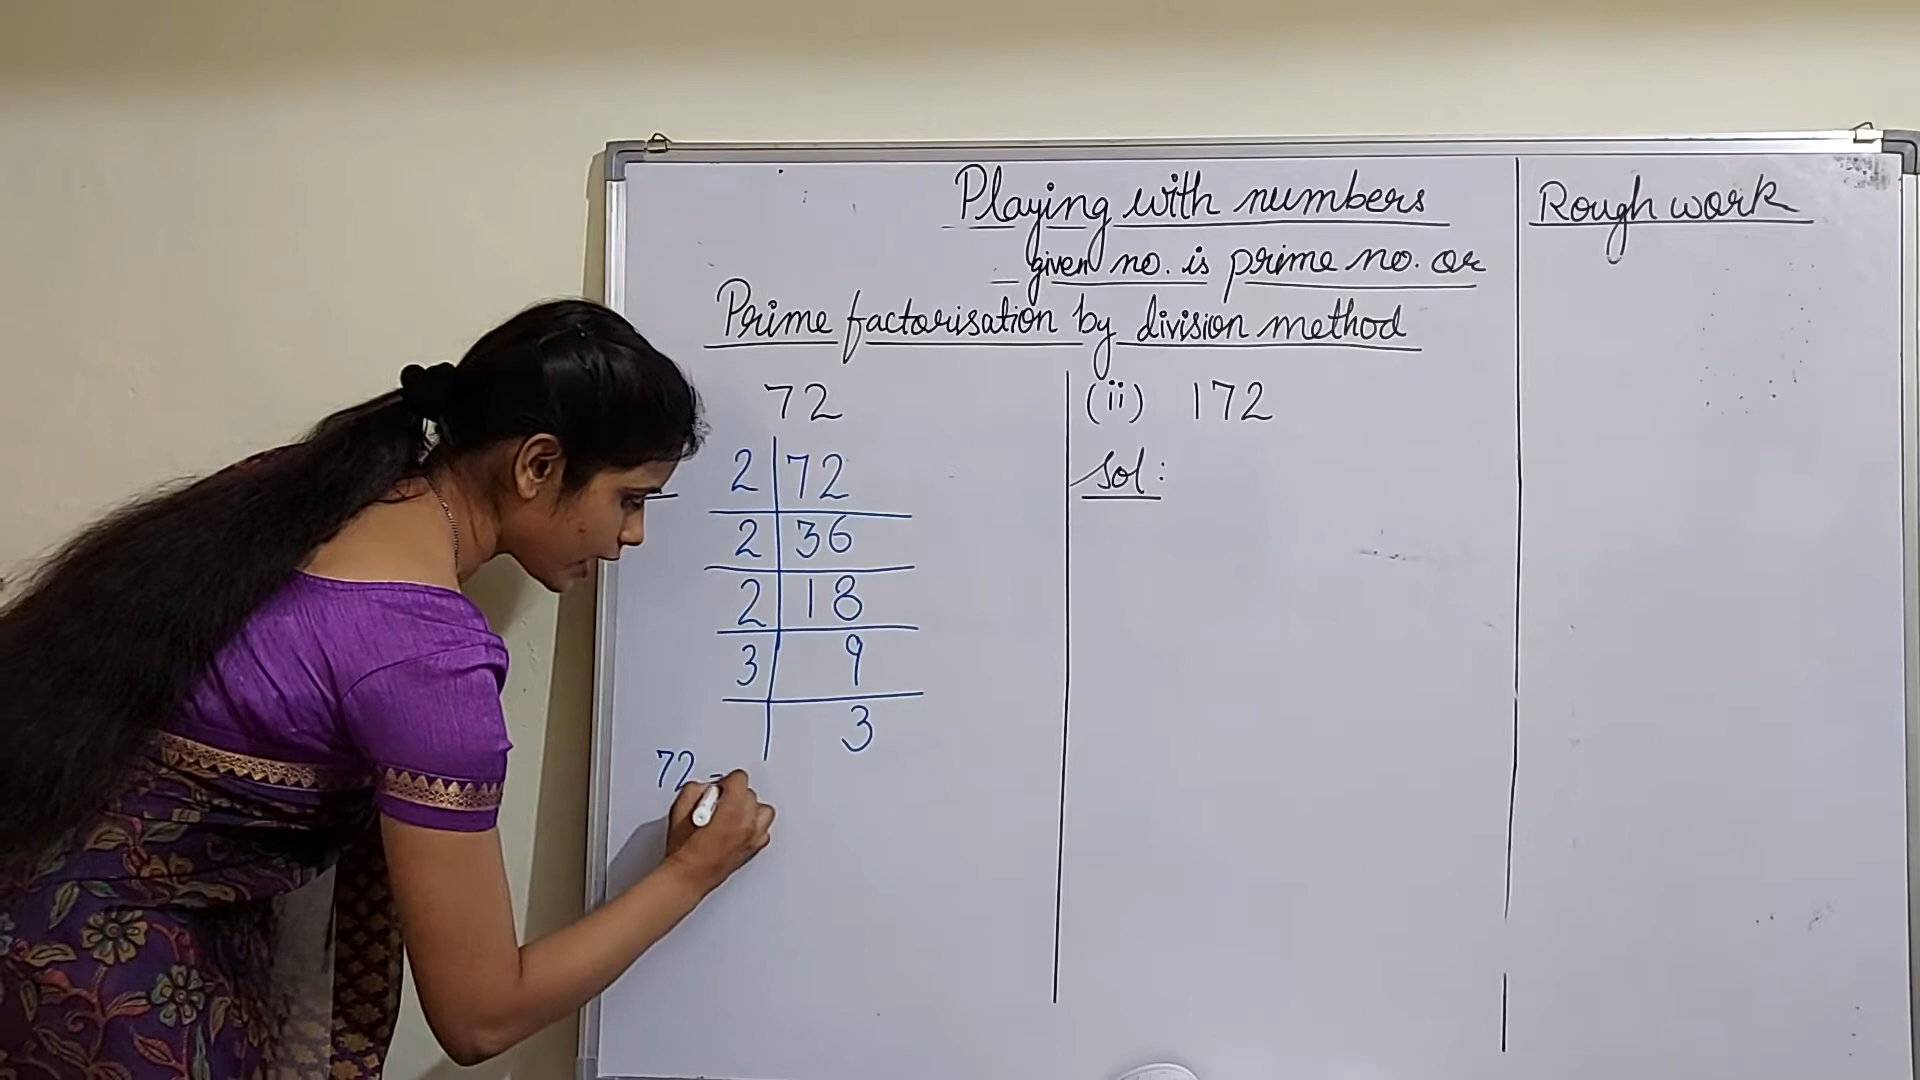 Playing with numbers
given no. is prime no. or
Prime factorisation by division method
72
2 72
2 36
2 18
3 9
3
72 =
(ii) 172
Sol:
Rough work